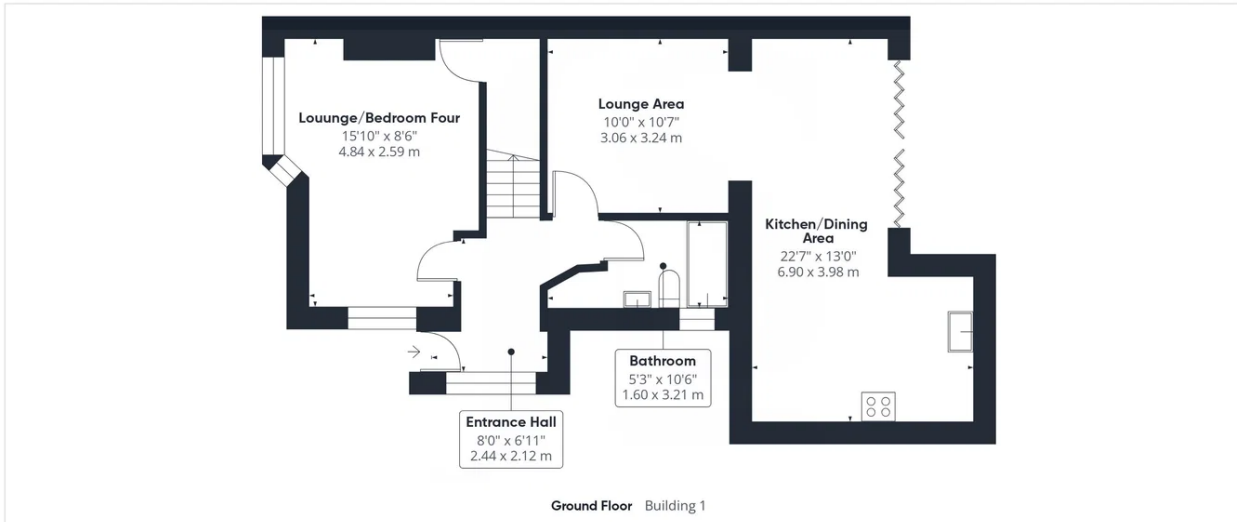 Louunge/Bedroom Four
15'10" x 8'6"
4.84 x 2.59 m
Lounge Area
10'0" x 10'7"
3.06 x 3.24 m
Kitchen/Dining
Area
22'7" x 13'0"
6.90 x 3.98 m
Bathroom
5'3" x 10'6"
1.60 x 3.21 m
Entrance Hall
8'0" x 6'11"
2.44 x 2.12 m
Ground Floor Building 1